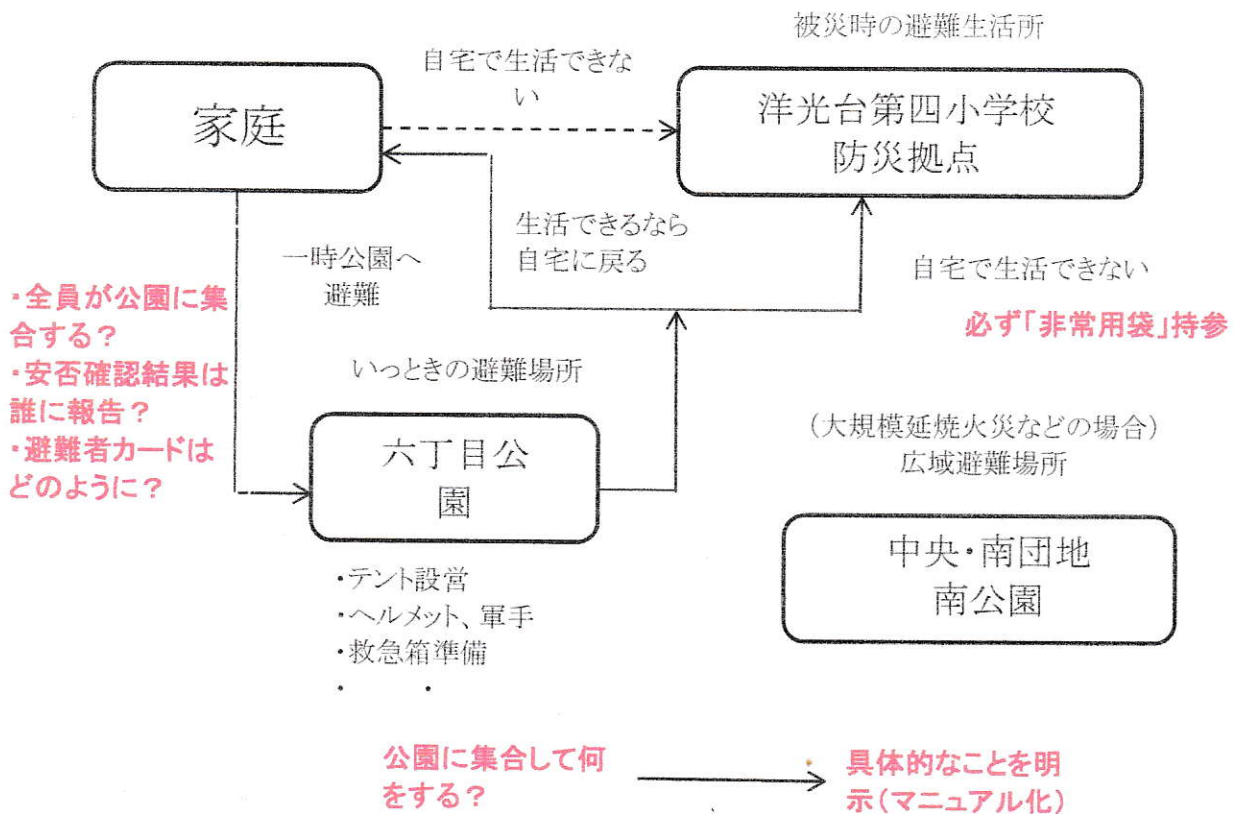 被災時の避難生活所
自宅で生活できな
い
家庭
洋光台第四小学校
防災拠点
生活できるなら
自宅に戻る
一時公園へ
避難
自宅で生活できない
必ず「非常用袋」持参
・全員が公園に集
合する？
・安否確認結果は
誰に報告？
・避難者カードは
どのように？
いっときの避難場所
六丁目公
園
（大規模延焼火災などの場合）
広域避難場所
中央・南団地
南公園
・テント設営
・ヘルメット、軍手
・救急箱準備
・　　・
公園に集合して何
をする？
具体的なことを明
示（マニュアル化）